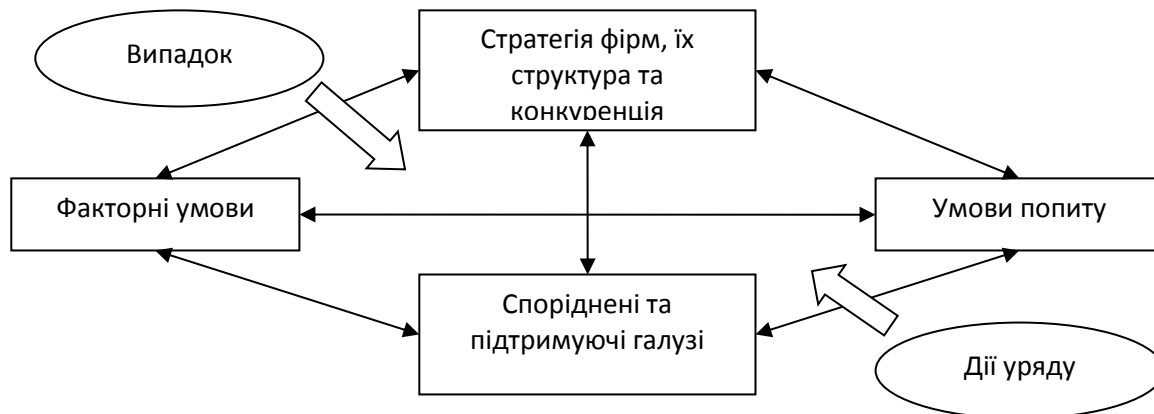 Випадок
Стратегія фірм, їх
структура та
конкуренція
Факторні умови
Умови попиту
Споріднені та
підтримуючі галузі
Дії уряду